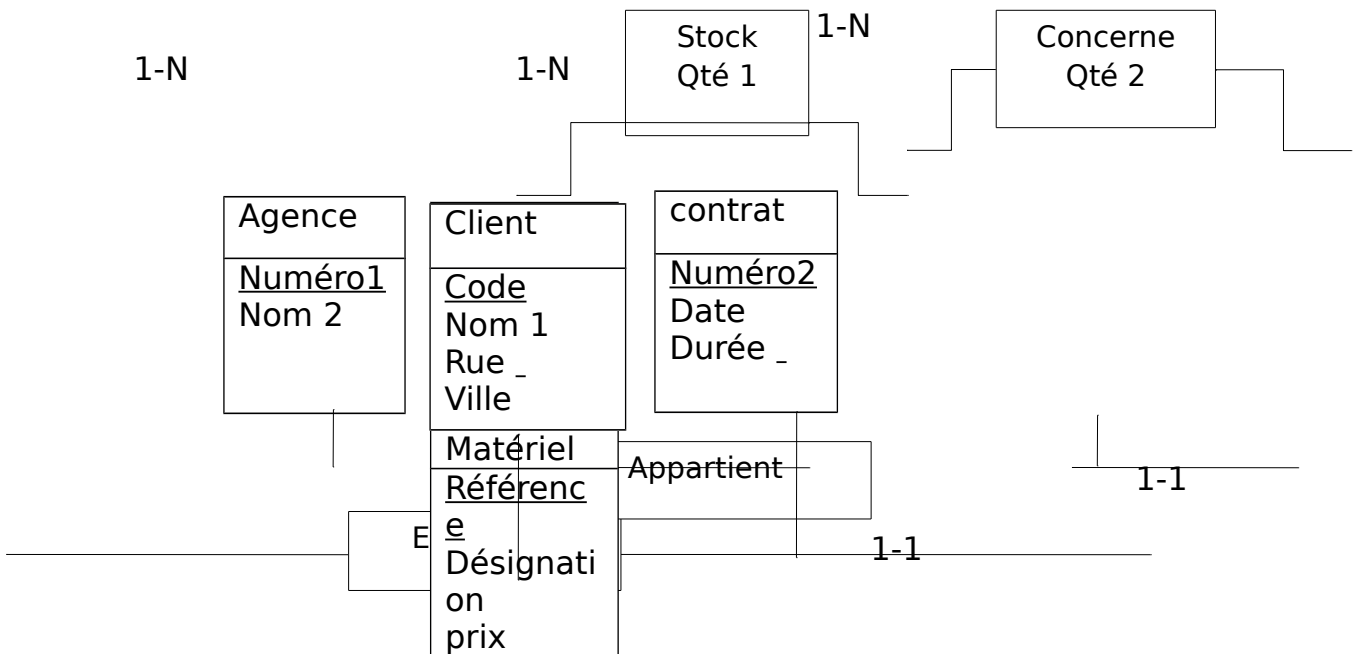 Stock
Qté 1
1-N
Concerne
Qté 2
1-N
1-N
Agence
Numéro1
Nom 2
Client
Code
Nom 1
Rue _
Ville
contrat
Numéro2
Date
Durée _
Matériel
Référenc
e
Désignati
on
prix
Appartient
1-1
1-1